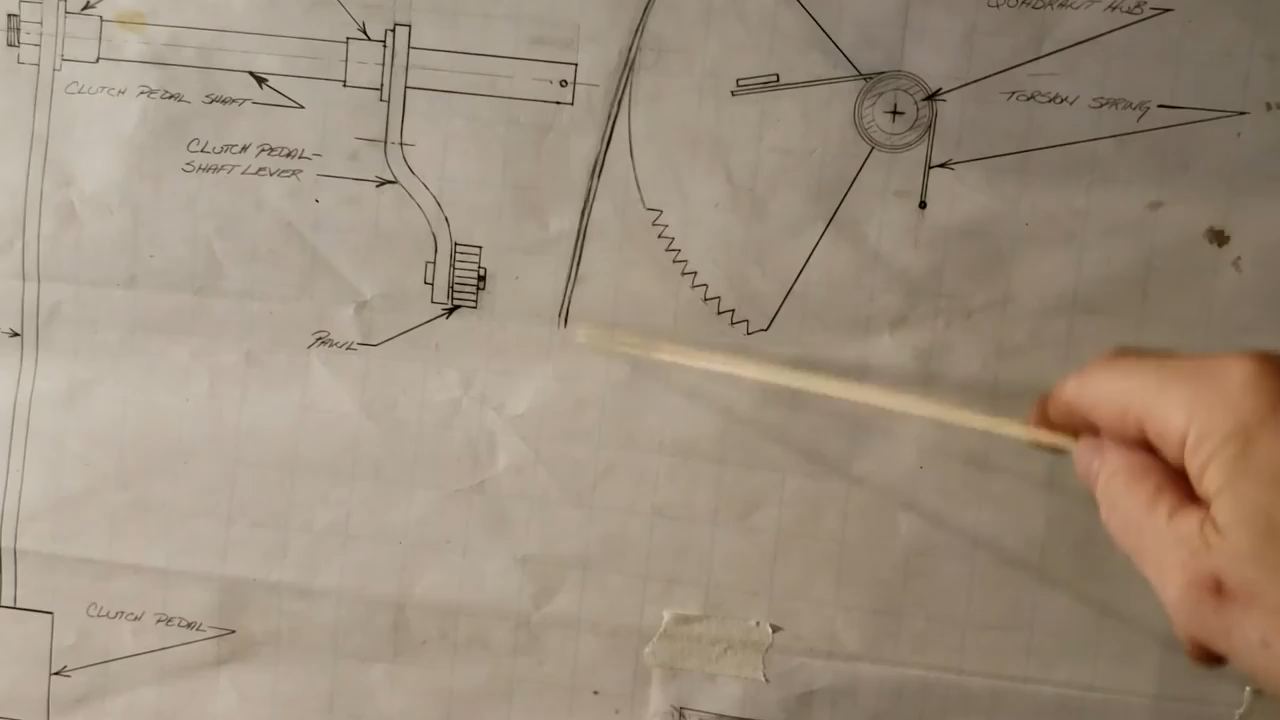 QUADRANT HUB
CLUTCH PEDAL SHAFT
TORSION SPRING
CLUTCH PEDAL-
SHAFT LEVER
PAWL
CLUTCH PEDAL